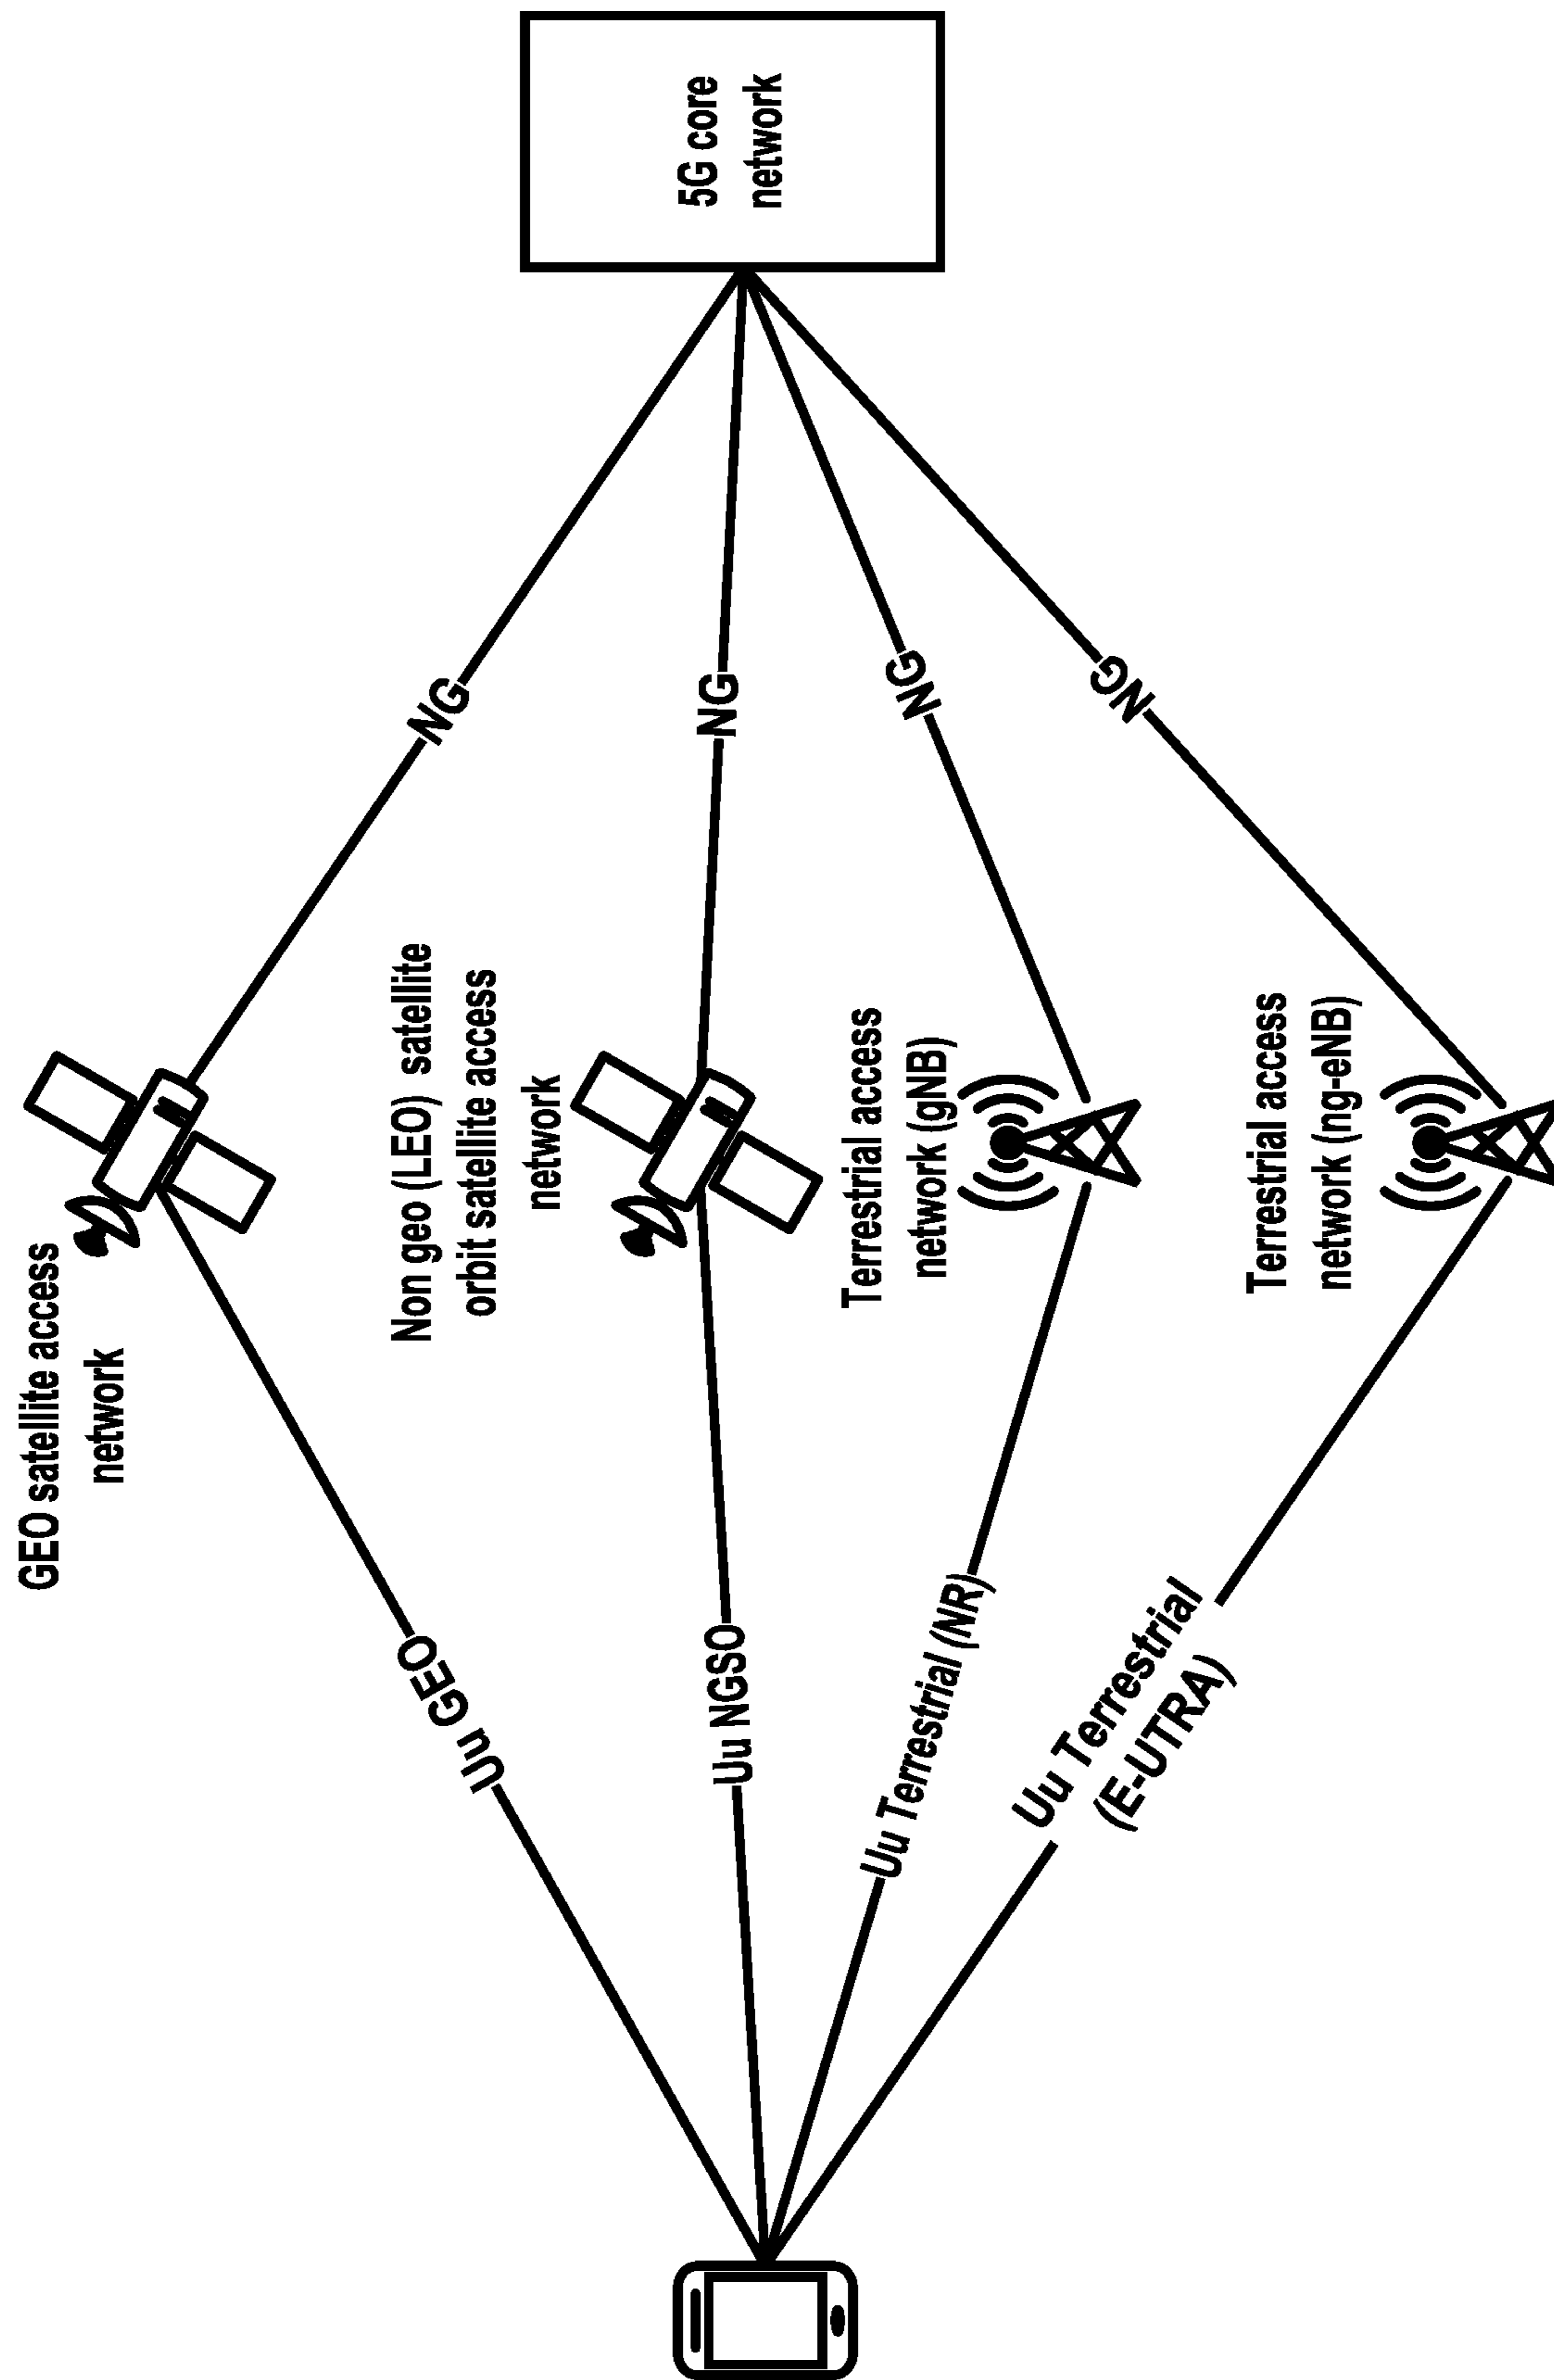 GEO satellite access
network
Uu GEO
NG
Non geo (LEO) satellite
orbit satellite access
network
Uu NGSO
NG
5G core
network
Terrestrial access
network (gNB)
Uu Terrestrial (NR)
NG
Terrestrial access
network (ng-eNB)
Uu Terrestrial
(E-UTRA)
NG